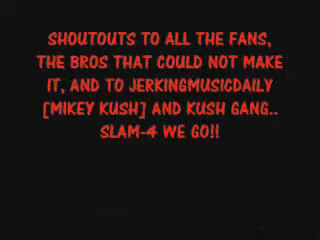 SHOUTOUTS TO ALL THE FANS,
THE BROS THAT COULD NOT MAKE
IT, AND TO JERKINGMUSICDAILY
[MIKEY KUSH] AND KUSH GANG..
SLAM-4 WE GO!!